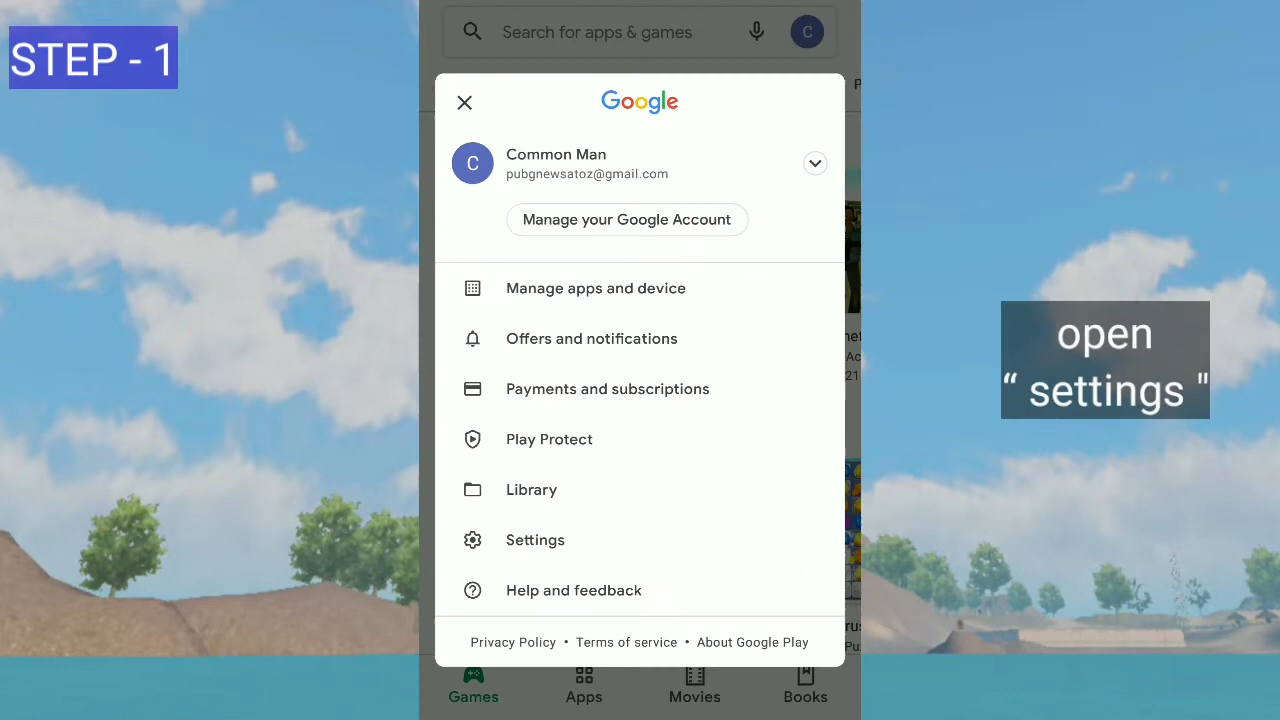 STEP - 1
Search for apps & games
C
P
Google
C
Common Man
pubgnewsatoz@gmail.com
Manage your Google Account
Manage apps and device
Offers and notifications
Payments and subscriptions
Play Protect
Library
Settings
Help and feedback
Privacy Policy • Terms of service • About Google Play
Games
Apps
Movies
Books
Ac
21
open
“ settings "